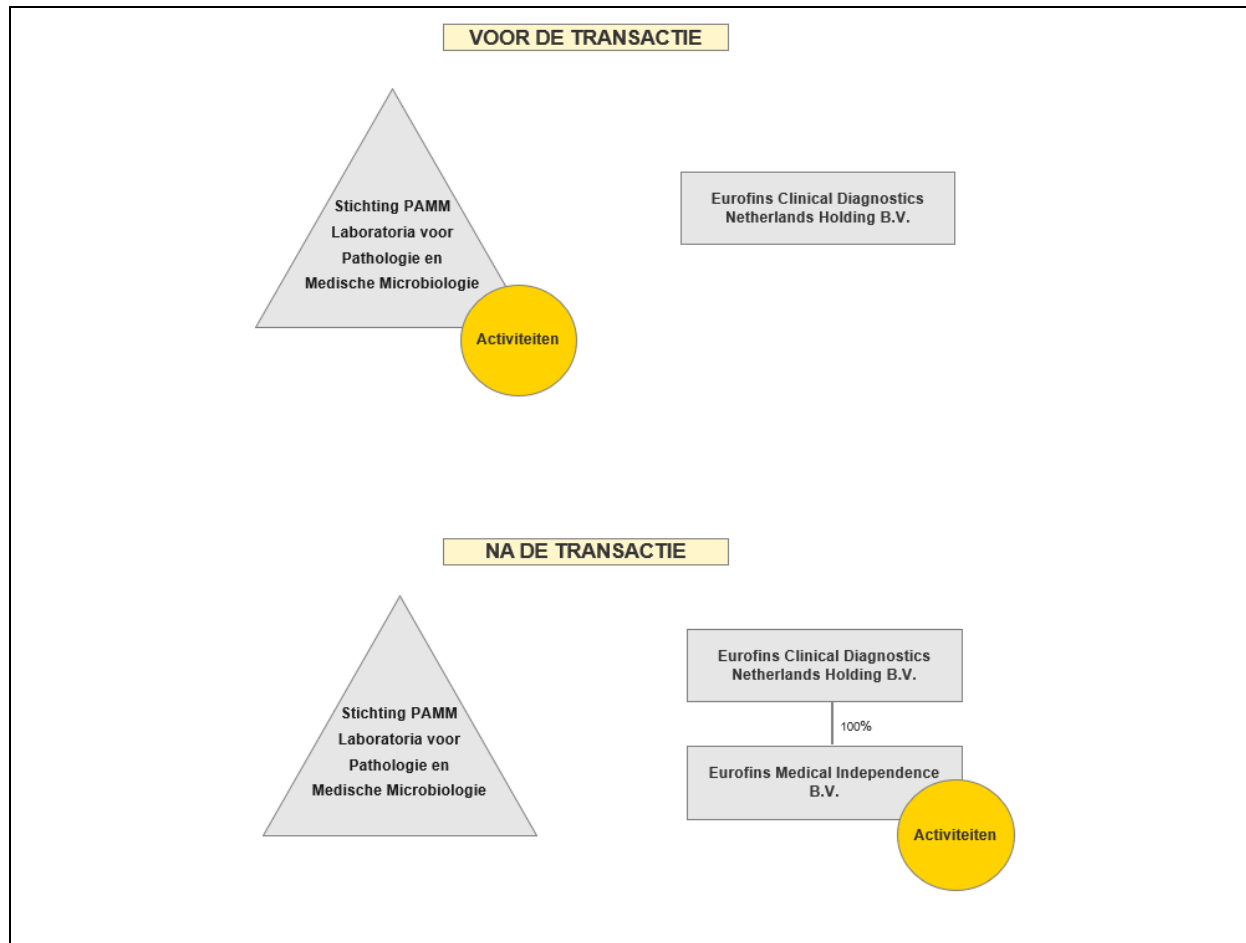 VOOR DE TRANSACTIE
Stichting PAMM
Laboratoria voor
Pathologie en
Medische Microbiologie
Activiteiten
Eurofins Clinical Diagnostics
Netherlands Holding B.V.
NA DE TRANSACTIE
Stichting PAMM
Laboratoria voor
Pathologie en
Medische Microbiologie
Eurofins Clinical Diagnostics
Netherlands Holding B.V.
100%
Eurofins Medical Independence
B.V.
Activiteiten